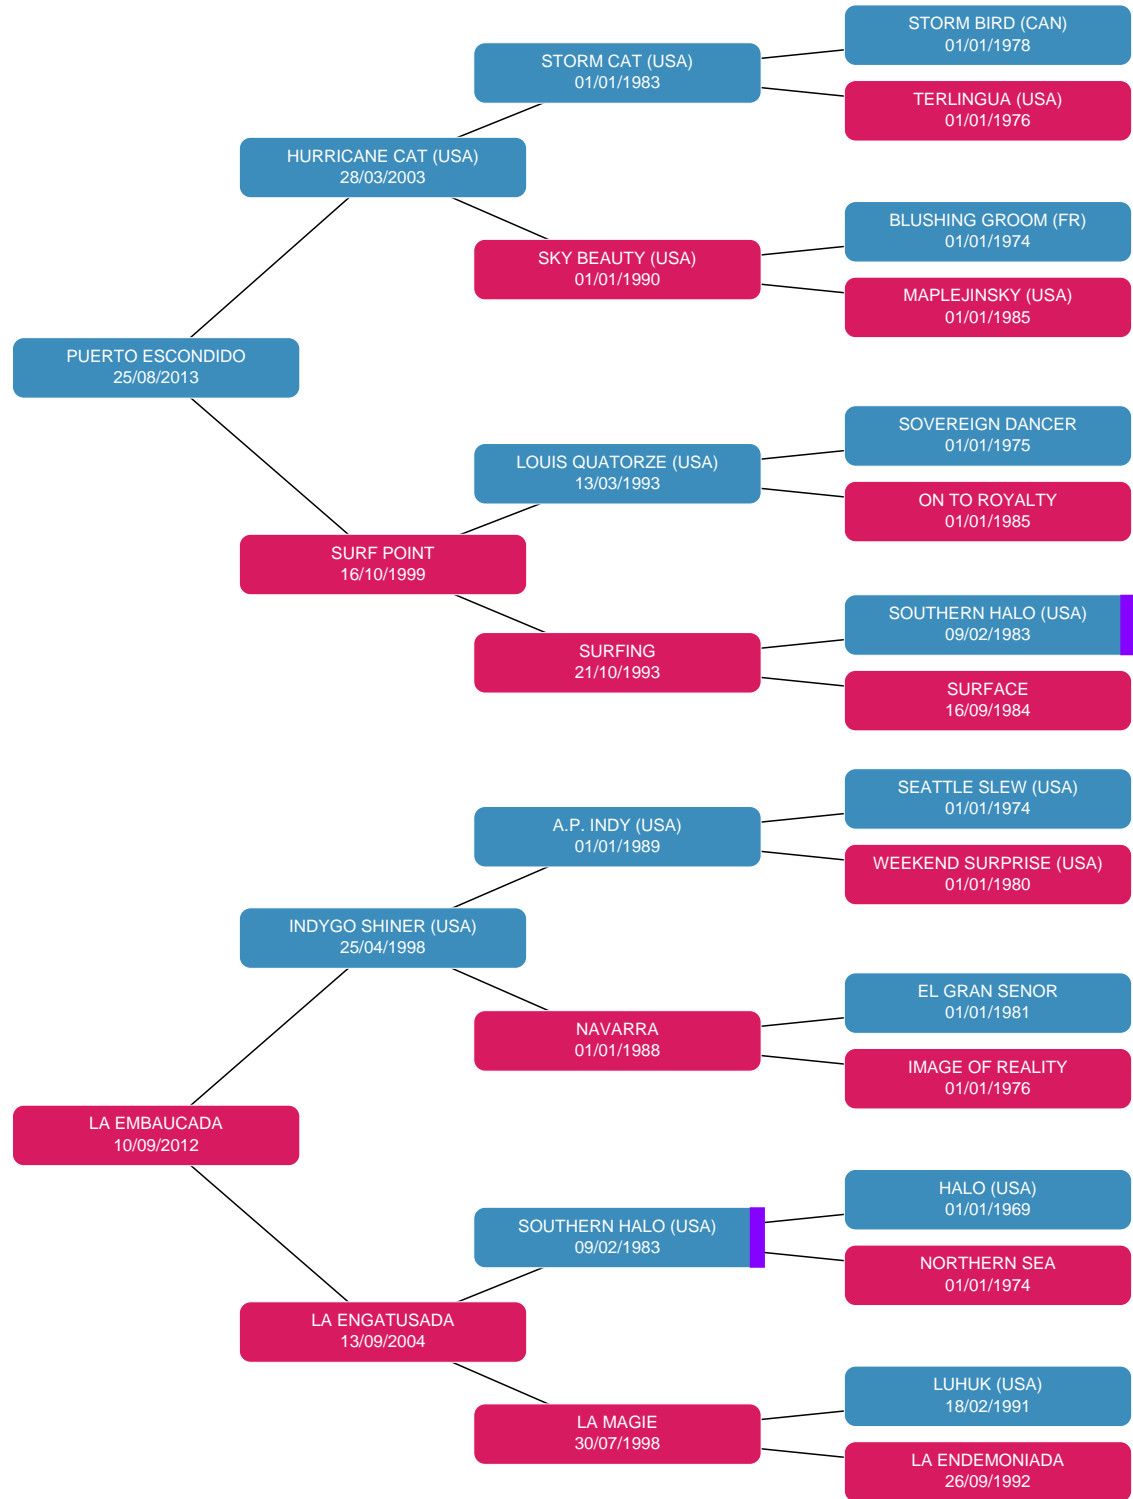 STORM BIRD (CAN)
01/01/1978
STORM CAT (USA)
01/01/1983
TERLINGUA (USA)
01/01/1976
HURRICANE CAT (USA)
28/03/2003
BLUSHING GROOM (FR)
01/01/1974
SKY BEAUTY (USA)
01/01/1990
MAPLEJINSKY (USA)
01/01/1985
PUERTO ESCONDIDO
25/08/2013
SOVEREIGN DANCER
01/01/1975
LOUIS QUATORZE (USA)
13/03/1993
ON TO ROYALTY
01/01/1985
SURF POINT
16/10/1999
SOUTHERN HALO (USA)
09/02/1983
SURFING
21/10/1993
SURFACE
16/09/1984
SEATTLE SLEW (USA)
01/01/1974
A.P. INDY (USA)
01/01/1989
WEEKEND SURPRISE (USA)
01/01/1980
INDYGO SHINER (USA)
25/04/1998
EL GRAN SENOR
01/01/1981
NAVARRA
01/01/1988
IMAGE OF REALITY
01/01/1976
LA EMBAUCADA
10/09/2012
HALO (USA)
01/01/1969
SOUTHERN HALO (USA)
09/02/1983
NORTHERN SEA
01/01/1974
LA ENGATUSADA
13/09/2004
LUHUK (USA)
18/02/1991
LA MAGIE
30/07/1998
LA ENDEMONIADA
26/09/1992